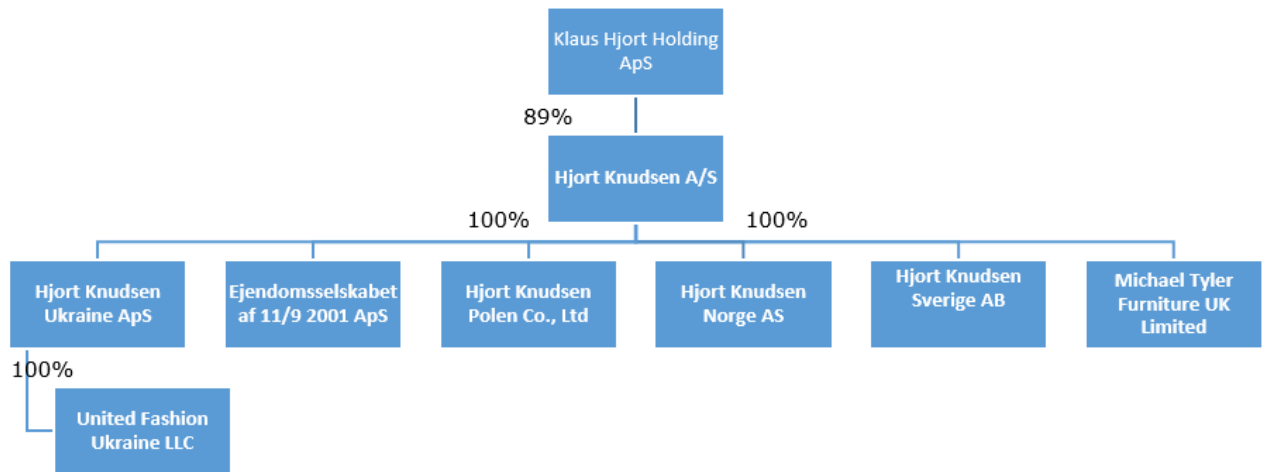 Klaus Hjort Holding
ApS
89%
Hjort Knudsen A/S
100%
100%
Hjort Knudsen
Ukraine ApS
Ejendomsselskabet
af 11/9 2001 ApS
Hjort Knudsen
Polen Co., Ltd
Hjort Knudsen
Norge AS
Hjort Knudsen
Sverige AB
Michael Tyler
Furniture UK
Limited
100%
United Fashion
Ukraine LLC